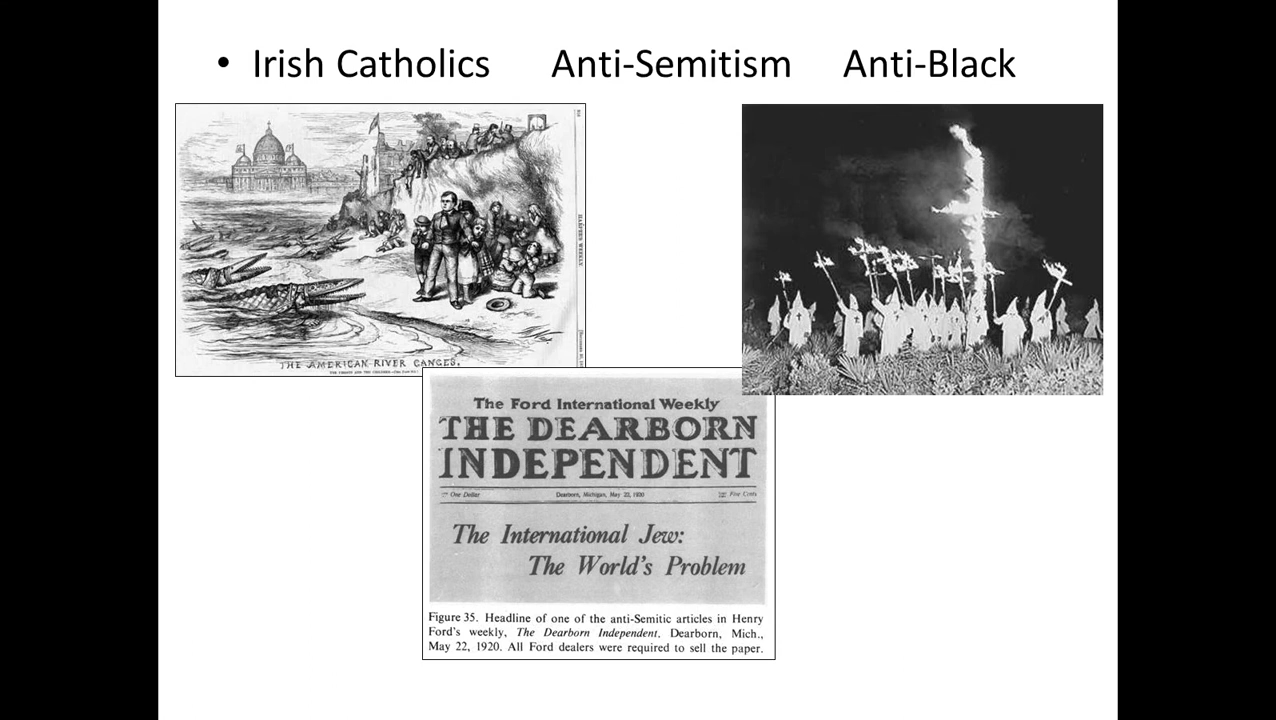 • Irish Catholics Anti-Semitism Anti-Black
HARPER'S WEEKLY.
THE AMERICAN RIVER GANGES.
The Ford International Weekly
THE DEARBORN
INDEPENDENT
One Dollar Dearborn, Michigan, May 22, 1920 Five Cents
The International Jew:
The World's Problem
Figure 35. Headline of one of the anti-Semitic articles in Henry
Ford's weekly, The Dearborn Independent, Dearborn, Mich.,
May 22, 1920. All Ford dealers were required to sell the paper.